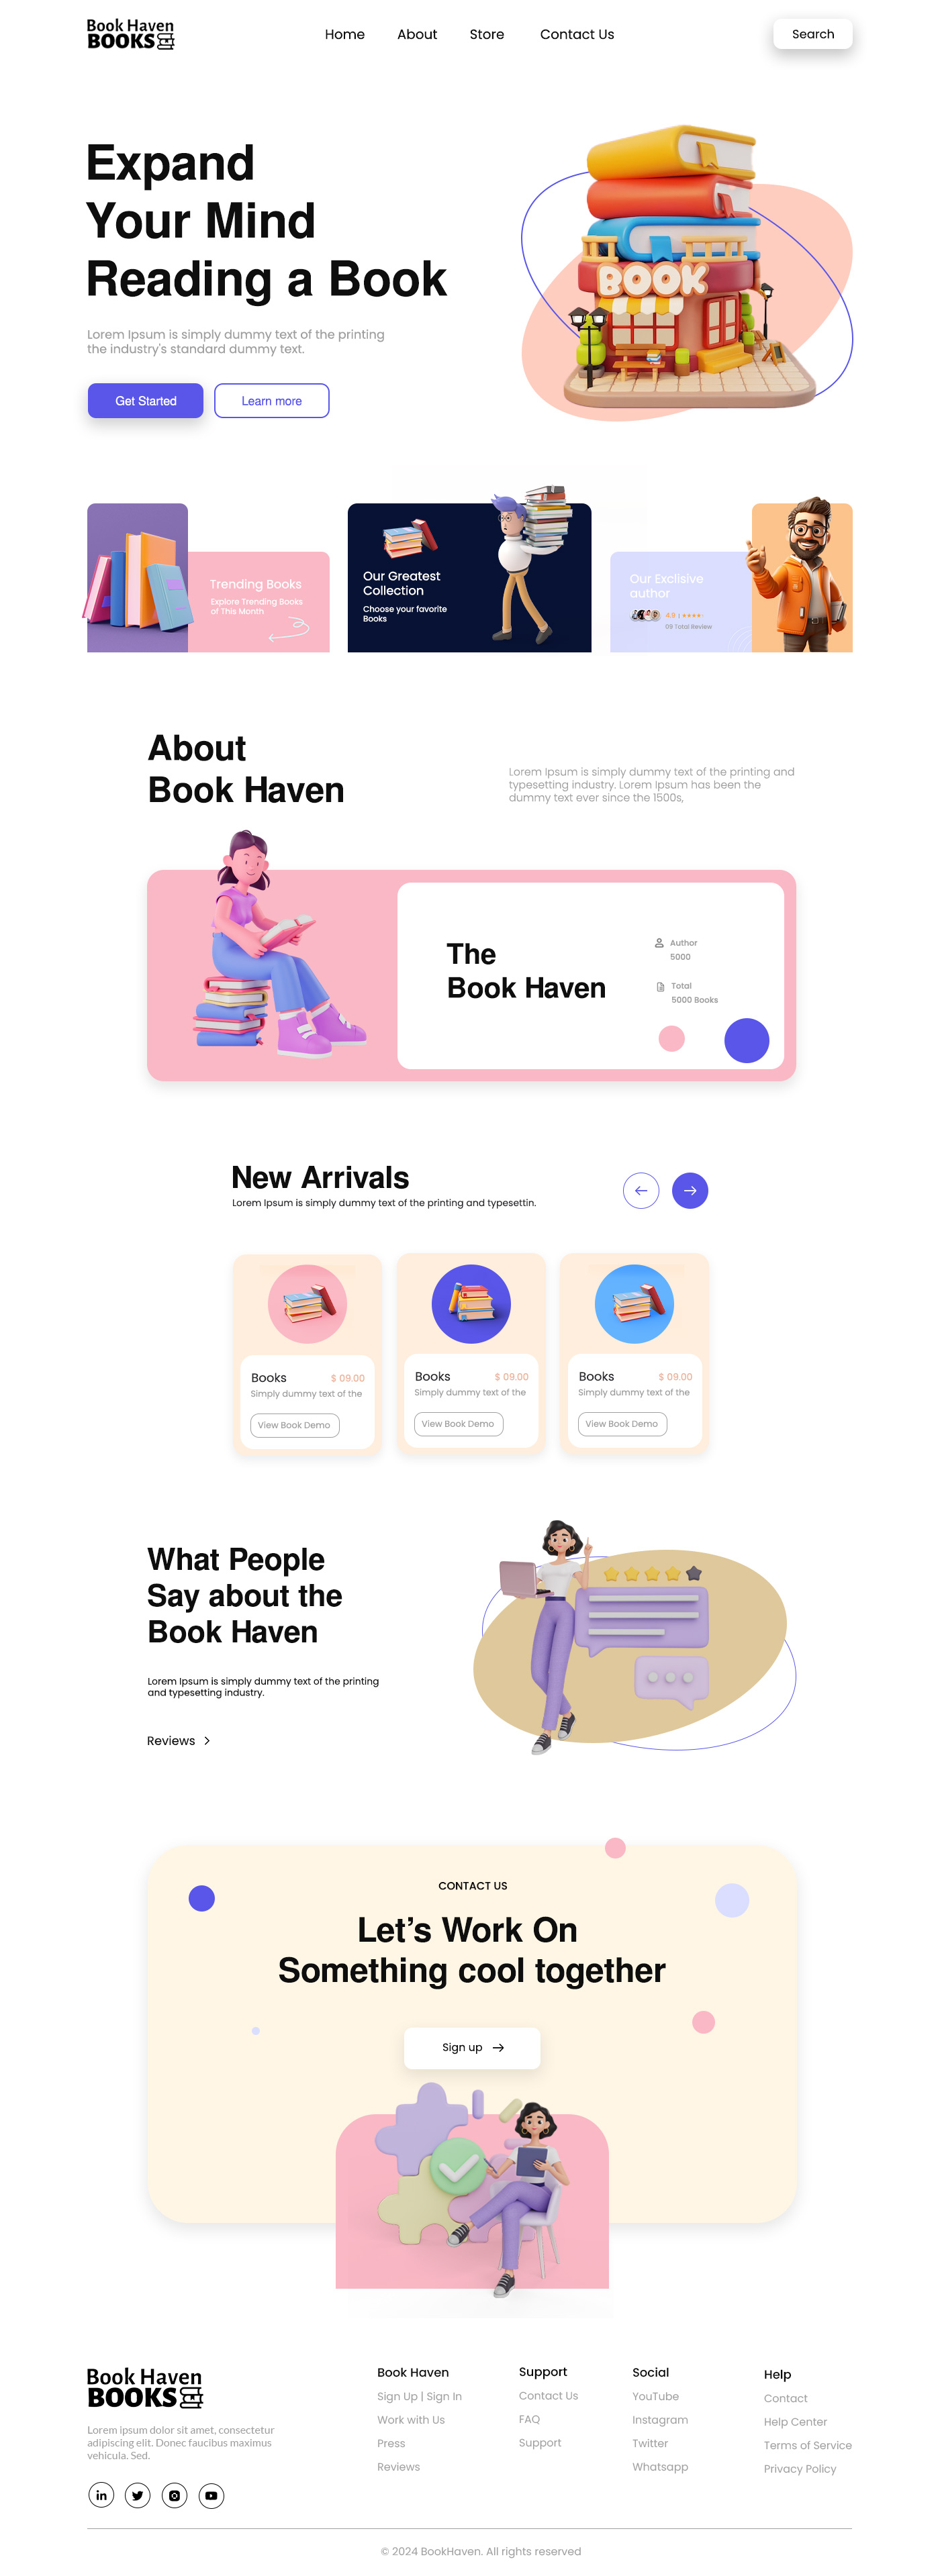 Book Haven
BOOKS
Home
About
Store
Contact Us
Search
Expand
Your Mind
Reading a Book
Lorem Ipsum is simply dummy text of the printing
the industry's standard dummy text.
Get Started
Learn more
BOOK
Trending Books
Explore Trending Books
of This Month
Our Greatest
Collection
Choose your favorite
Books
Our Exclisive
author
4.9
09 Total Review
About
Book Haven
Lorem Ipsum is simply dummy text of the printing and
typesetting industry. Lorem Ipsum has been the
dummy text ever since the 1500s,
The
Book Haven
Author
5000
Total
5000 Books
New Arrivals
Lorem Ipsum is simply dummy text of the printing and typesettin.
Books
$ 09.00
Simply dummy text of the
View Book Demo
Books
$ 09.00
Simply dummy text of the
View Book Demo
Books
$ 09.00
Simply dummy text of the
View Book Demo
What People
Say about the
Book Haven
Lorem Ipsum is simply dummy text of the printing
and typesetting industry.
Reviews
CONTACT US
Let’s Work On
Something cool together
Sign up
Book Haven
BOOKS
Lorem ipsum dolor sit amet, consectetur
adipiscing elit. Donec faucibus maximus
vehicula. Sed.
in
Book Haven
Sign Up | Sign In
Work with Us
Press
Reviews
Support
Contact Us
FAQ
Support
Social
YouTube
Instagram
Twitter
Whatsapp
Help
Contact
Help Center
Terms of Service
Privacy Policy
© 2024 BookHaven. All rights reserved